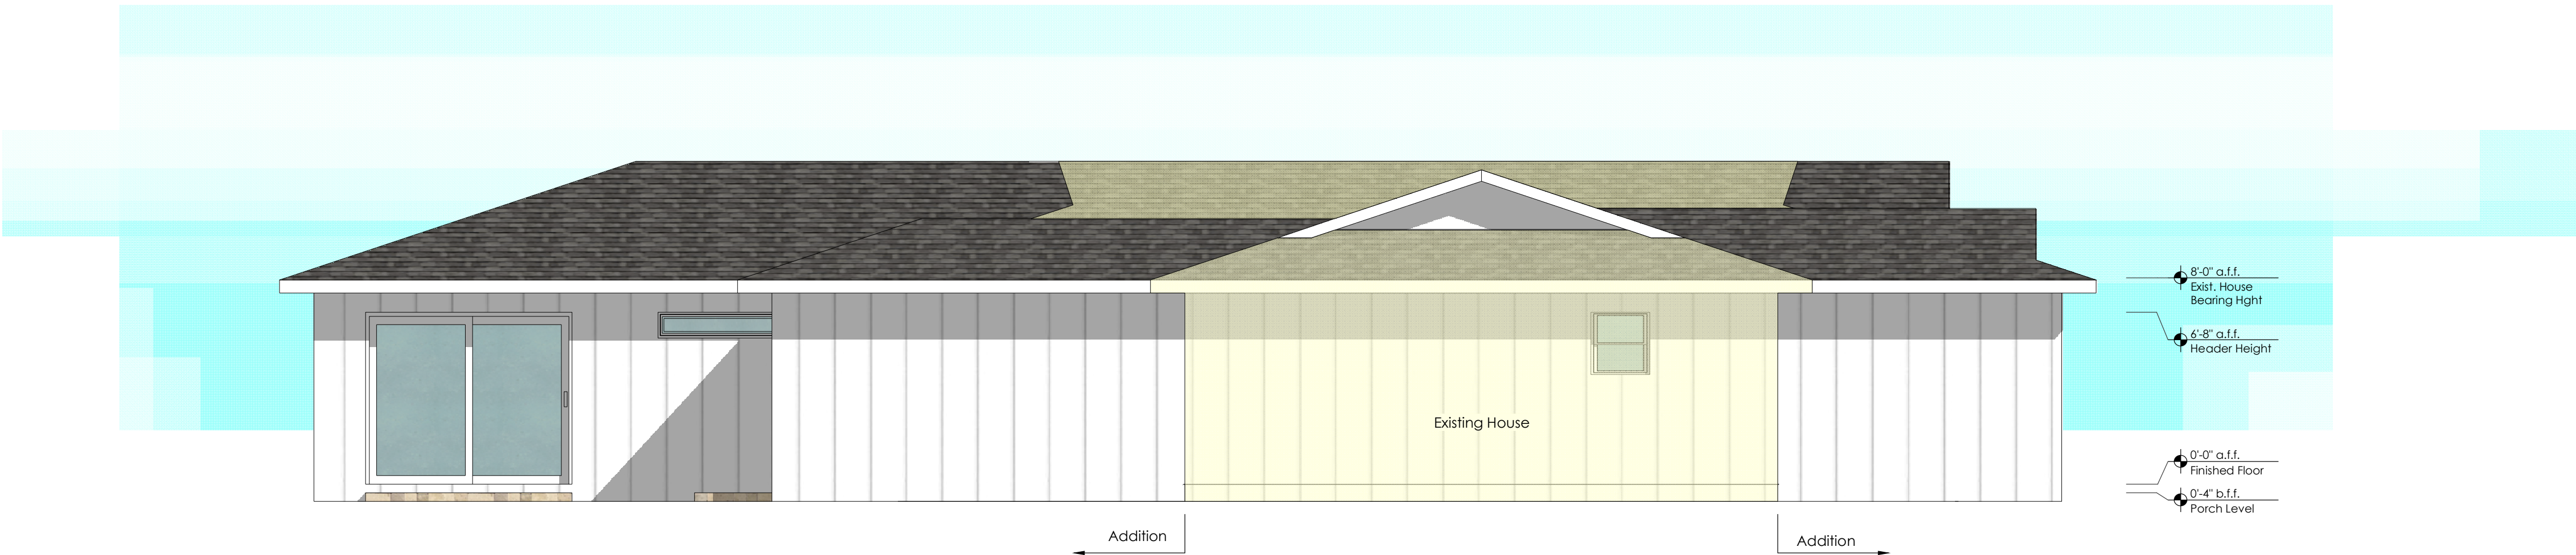 8'-0" a.f.f.
Exist. House
Bearing Hght
6'-8" a.f.f.
Header Height
Existing House
0'-0" a.f.f.
Finished Floor
0'-4" b.f.f.
Porch Level
Addition
Addition